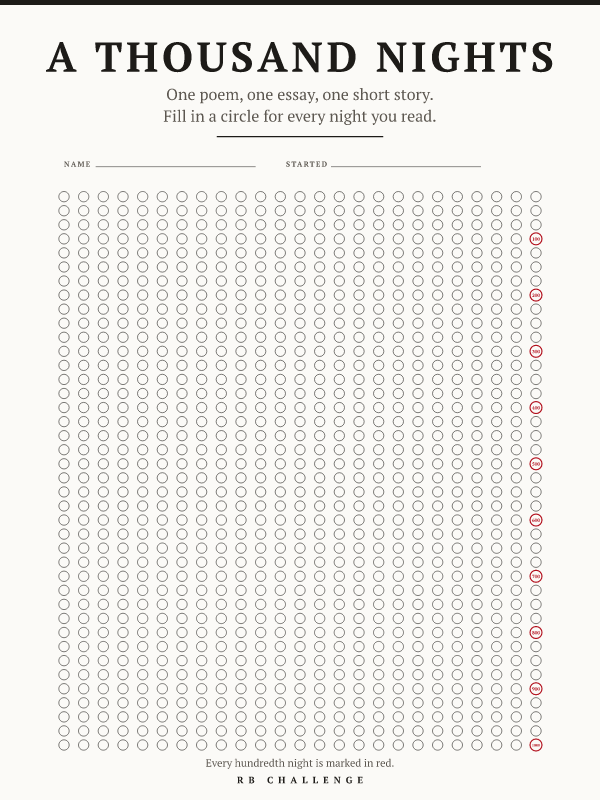 A THOUSAND NIGHTS
One poem, one essay, one short story.
Fill in a circle for every night you read.
NAME
STARTED
100
200
300
400
500
600
700
800
900
1000
Every hundredth night is marked in red.
RB CHALLENGE